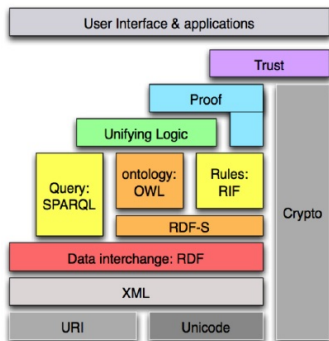 User Interface & applications
Trust
Proof
Unifying Logic
Query:
SPARQL
ontology:
OWL
Rules:
RIF
Crypto
RDF-S
Data interchange: RDF
XML
URI
Unicode